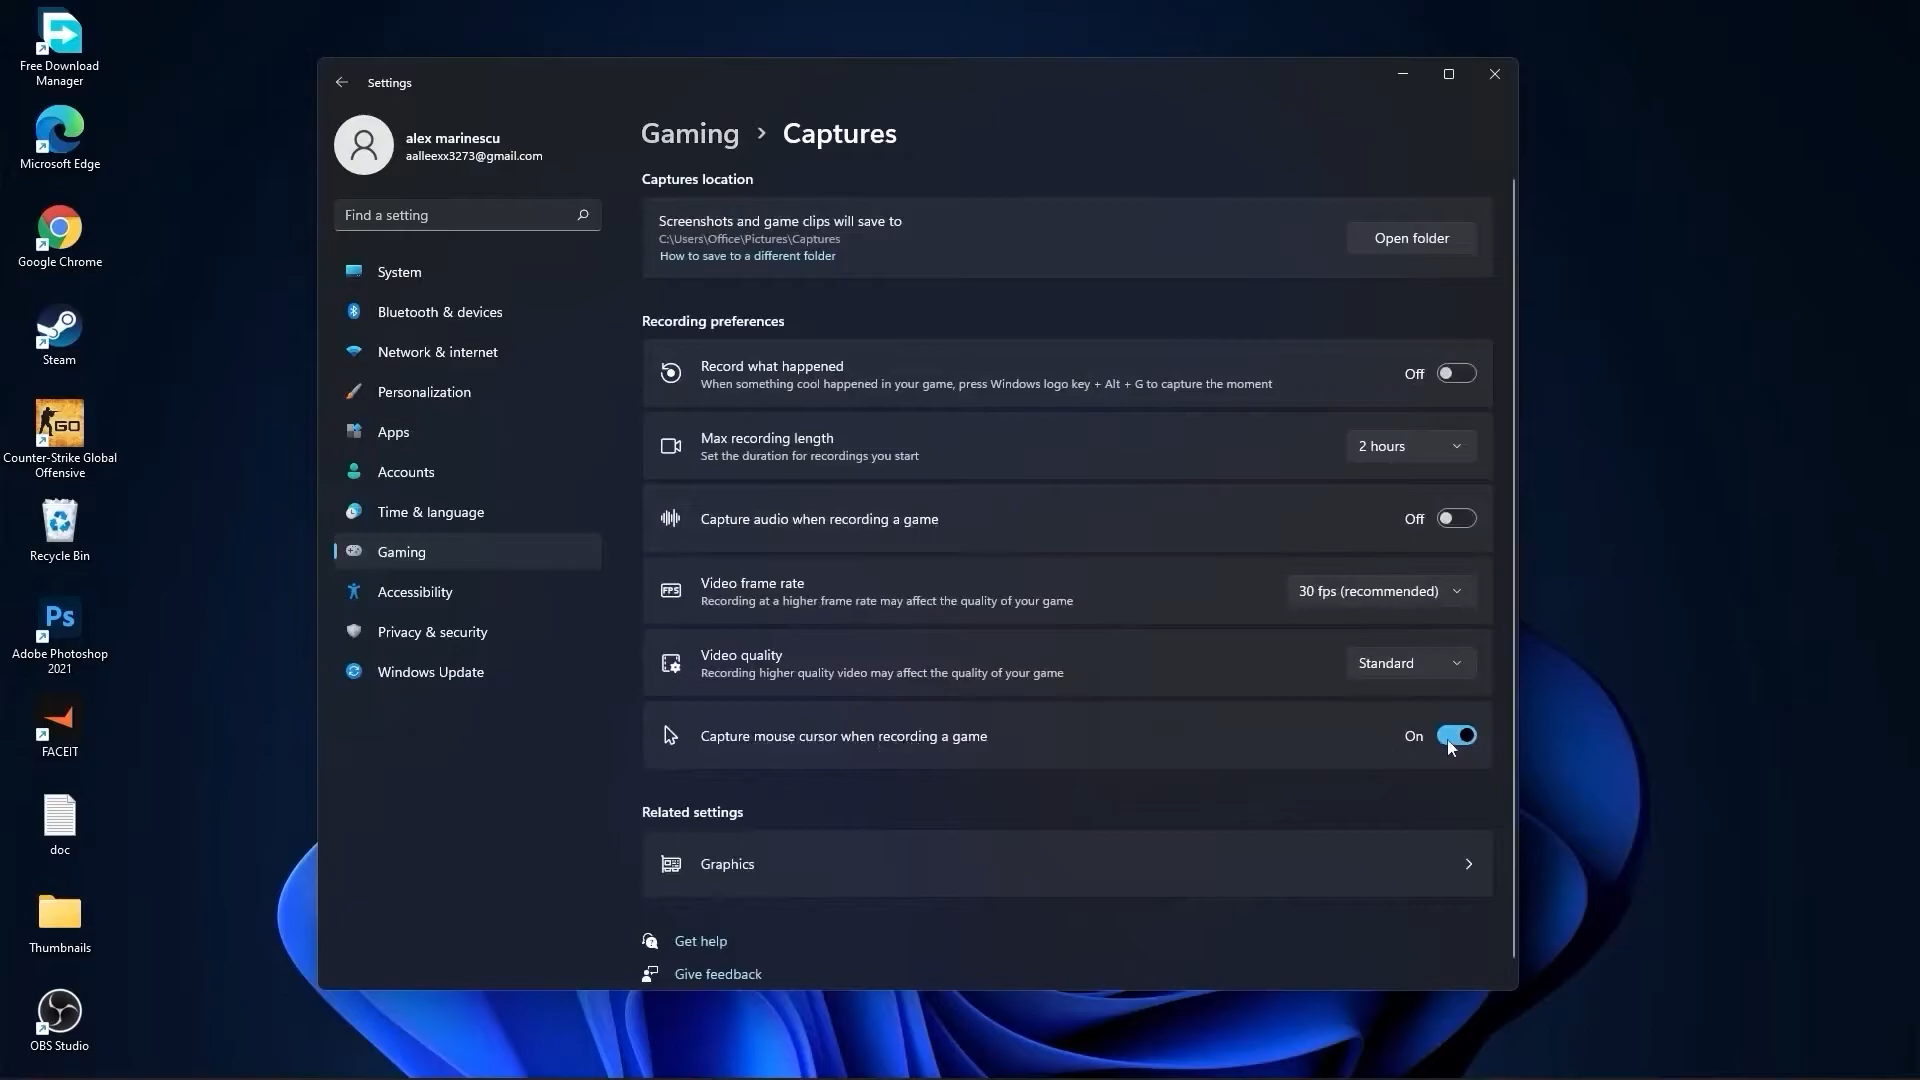 Free Download
Manager
Microsoft Edge
Google Chrome
Steam
GO
Counter-Strike Global
Offensive
Recycle Bin
Ps
Adobe Photoshop
2021
FACEIT
doc
Thumbnails
OBS Studio
Settings
alex marinescu
aalleexx3273@gmail.com
Find a setting
System
Bluetooth & devices
Network & internet
Personalization
Apps
Accounts
Time & language
Gaming
Accessibility
Privacy & security
Windows Update
Gaming › Captures
Captures location
Screenshots and game clips will save to
C:\Users\Office\Pictures\Captures
How to save to a different folder
Open folder
Recording preferences
Record what happened
When something cool happened in your game, press Windows logo key + Alt + G to capture the moment
Off
Max recording length
Set the duration for recordings you start
2 hours
Capture audio when recording a game
Off
FPS
Video frame rate
Recording at a higher frame rate may affect the quality of your game
30 fps (recommended)
Video quality
Recording higher quality video may affect the quality of your game
Standard
Capture mouse cursor when recording a game
On
Related settings
Graphics
Get help
Give feedback